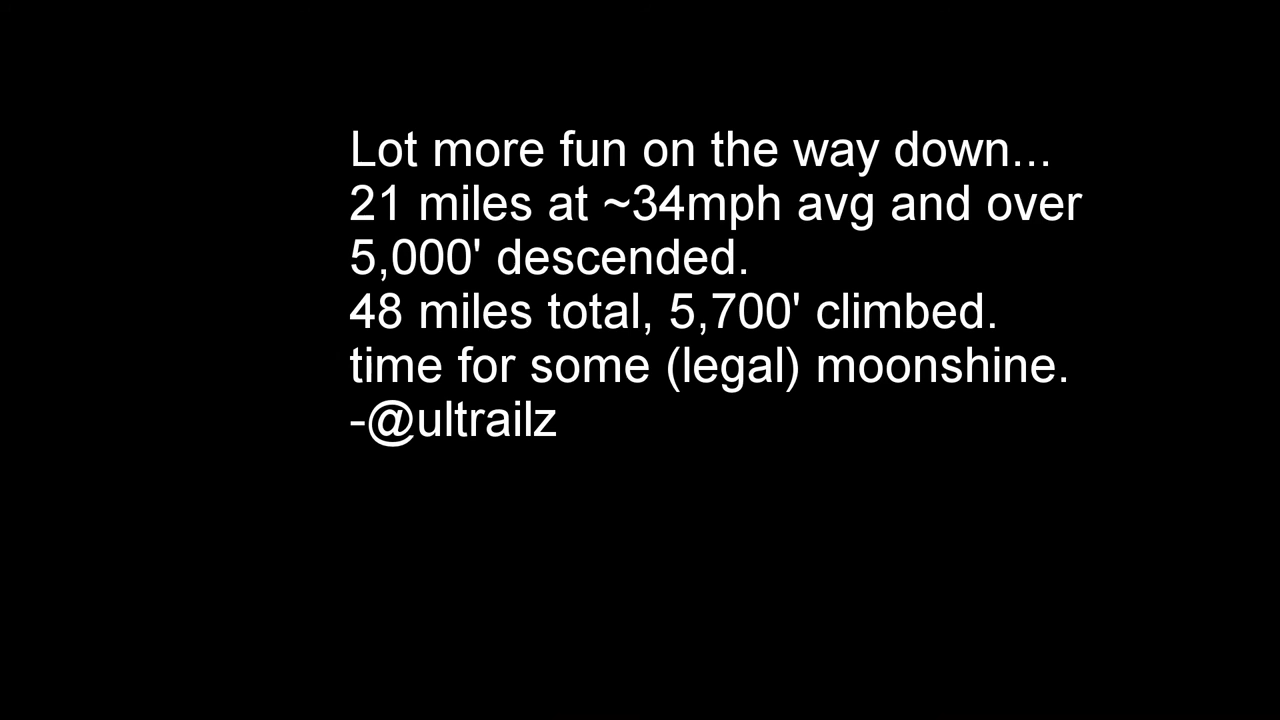 Lot more fun on the way down...
21 miles at ~34mph avg and over
5,000' descended.
48 miles total, 5,700' climbed.
time for some (legal) moonshine.
-@ultrailz